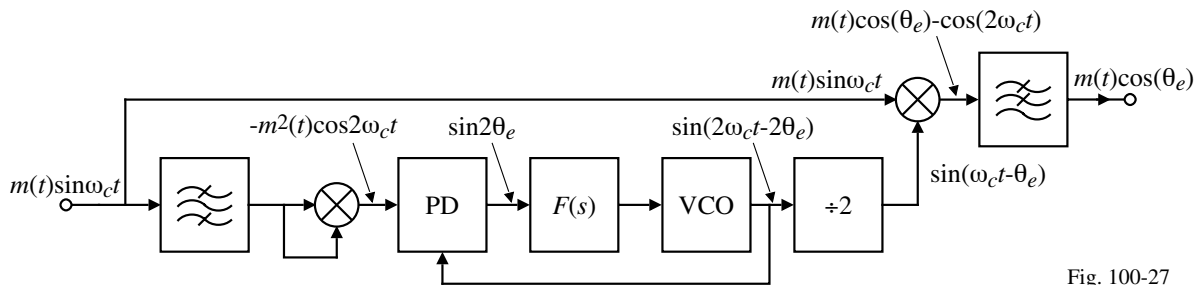 m(t)cos(θe)-cos(2ωct)
m(t)sinωct
m(t)cos(θe)
-m2(t)cos2ωct
sin2θe
sin(2ωct-2θe)
sin(ωct-θe)
m(t)sinωct
PD
F(s)
VCO
÷2
Fig. 100-27